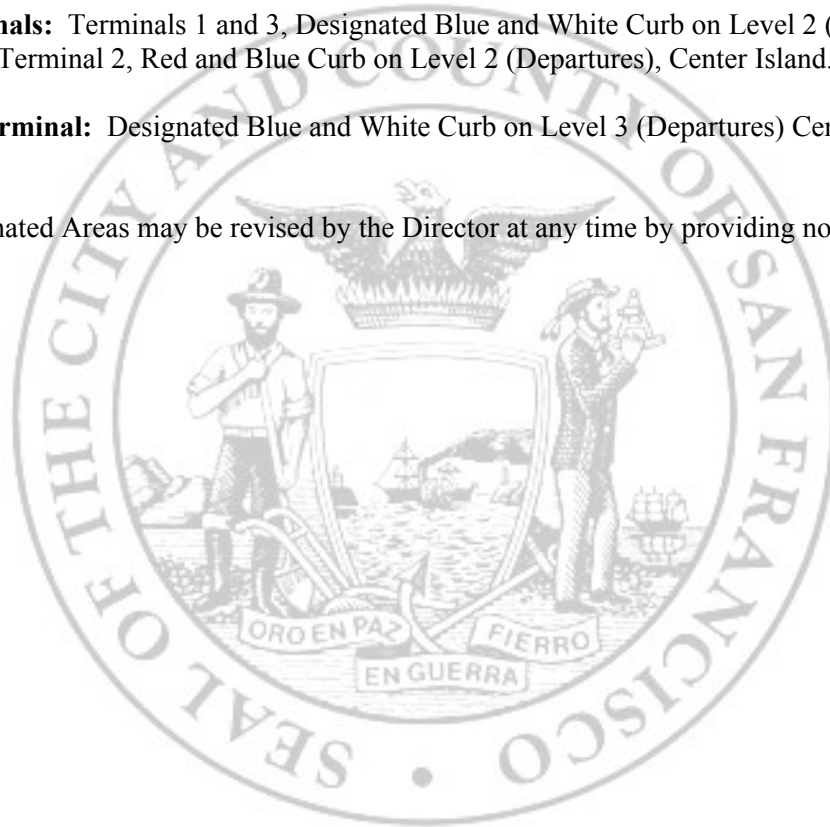 nals: Terminals 1 and 3, Designated Blue and White Curb on Level 2 (
Terminal 2, Red and Blue Curb on Level 2 (Departures), Center Island.
rminal: Designated Blue and White Curb on Level 3 (Departures) Cen
nated Areas may be revised by the Director at any time by providing no
SEAL OF THE CITY AND COUNTY OF SAN FRANCISCO
ORO EN PAZ
FIERRO
EN GUERRA